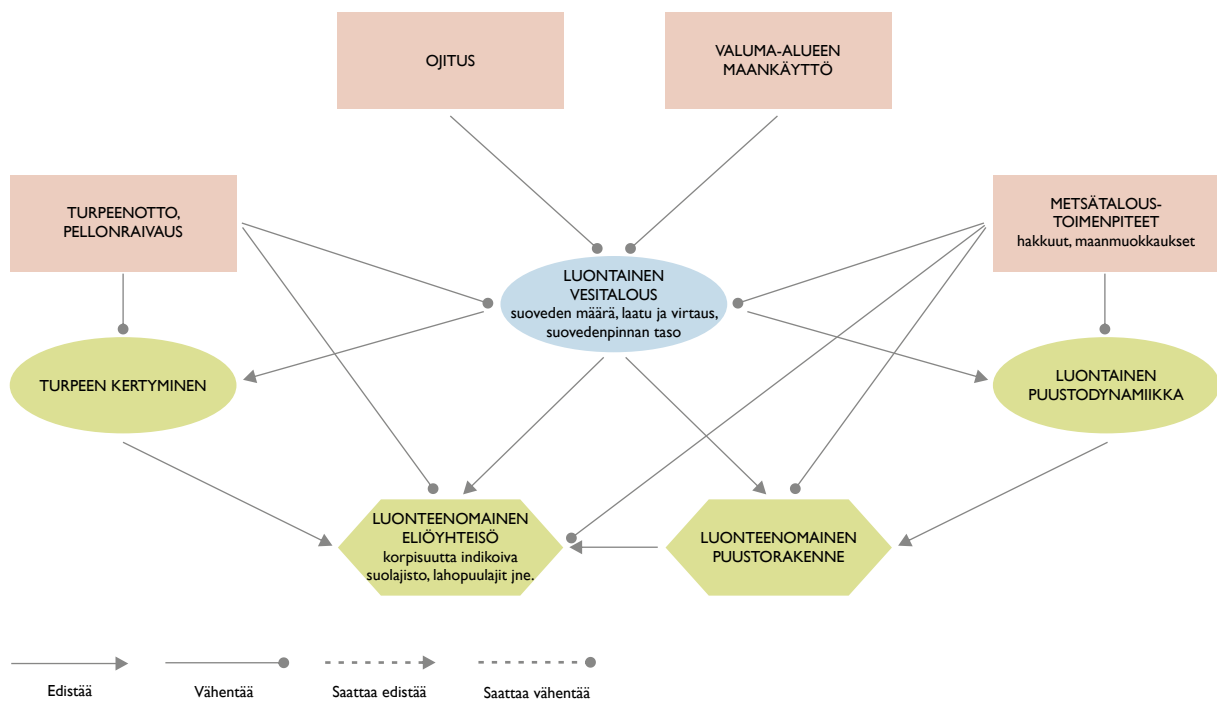 OJITUS
VALUMA-ALUEEN
MAANKÄYTTÖ
TURPEENOTTO,
PELLONRAIVAUS
METSÄTALOUS-
TOIMENPITEET
hakkuut, maanmuokkaukset
LUONTAINEN
VESITALOUS
suoveden määrä, laatu ja virtaus,
suovedenpinnan taso
TURPEEN KERTYMINEN
LUONTAINEN
PUUSTODYNAMIIKKA
LUONTEENOMAINEN
ELIÖYHTEISÖ
korpisuutta indikoiva
suolajisto, lahopuulajit jne.
LUONTEENOMAINEN
PUUSTORAKENNE
Edistää
Vähentää
Saattaa edistää
Saattaa vähentää